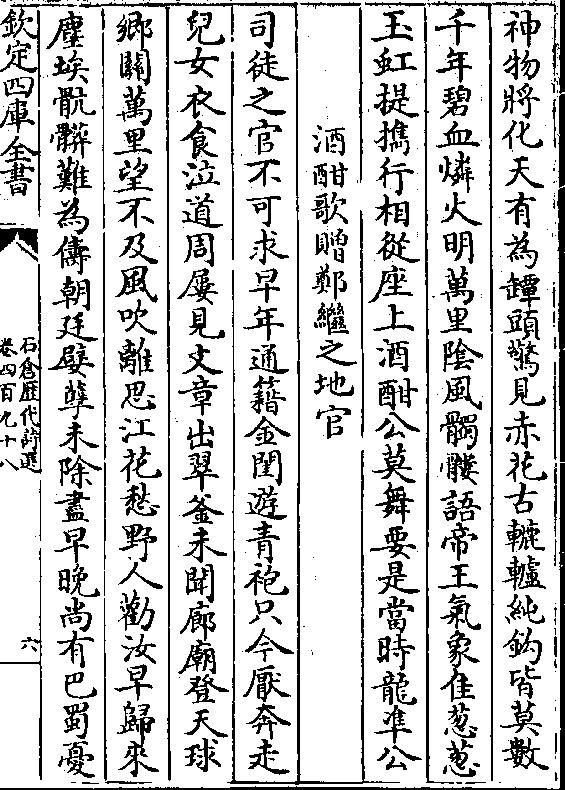 神物將化天有為鐔頭驚見赤花古轆轤純鈎皆莫數
千年碧血燐火明萬里陰風髑髏語帝王氣象佳葱葱
玉虹提攜行相從座上酒酣公莫舞要是當時龍準公
酒酣歌贈鄭繼之地官
司徒之官不可求早年通籍金閨遊青袍只今厭奔走
兒女衣食泣道周屢見文章出翠釜未聞廊廟登天球
鄉關萬里望不及風吹離思江花愁野人勸汝早歸來
塵埃骯髒難為儔朝廷孽未除盡早晚尚有巴蜀憂
欽定四庫全書
石倉歷代詩選
卷四百九十八
六